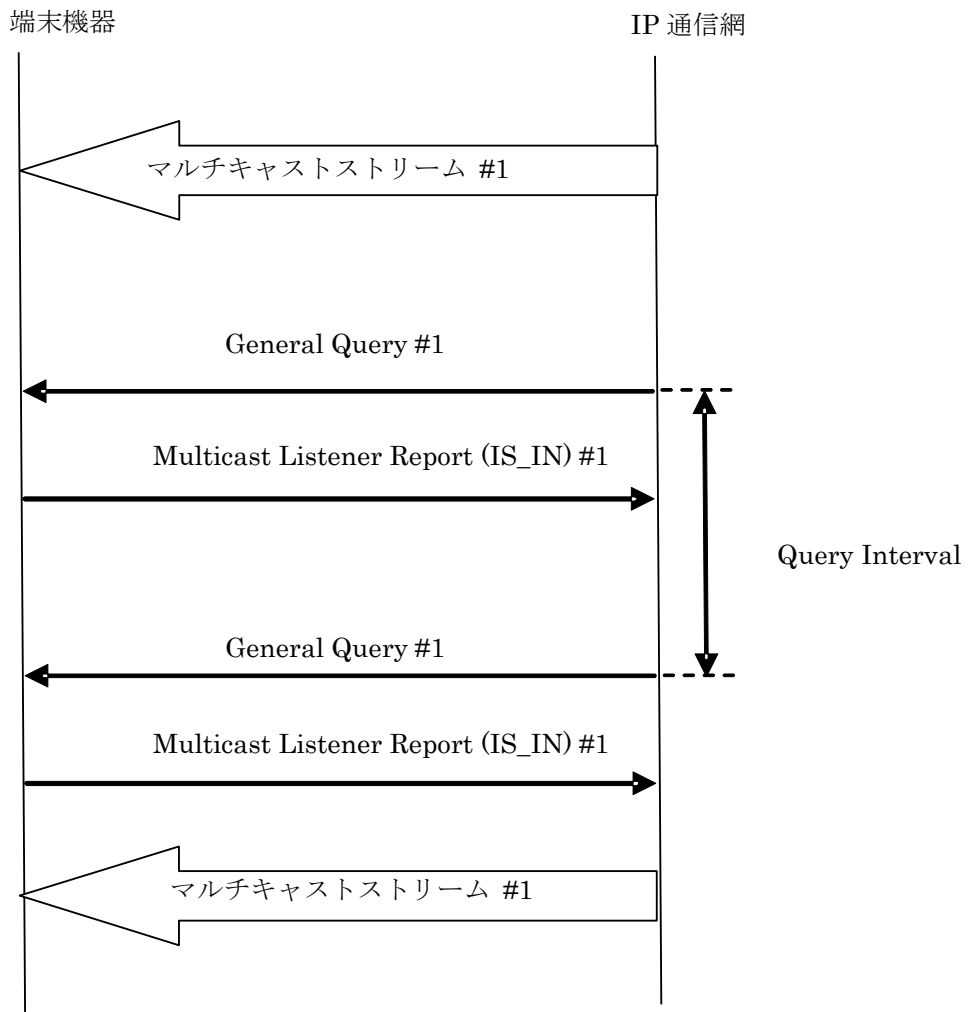 端末機器
IP 通信網
マルチキャストストリーム #1
General Query #1
Multicast Listener Report (IS_IN) #1
Query Interval
General Query #1
Multicast Listener Report (IS_IN) #1
マルチキャストストリーム #1